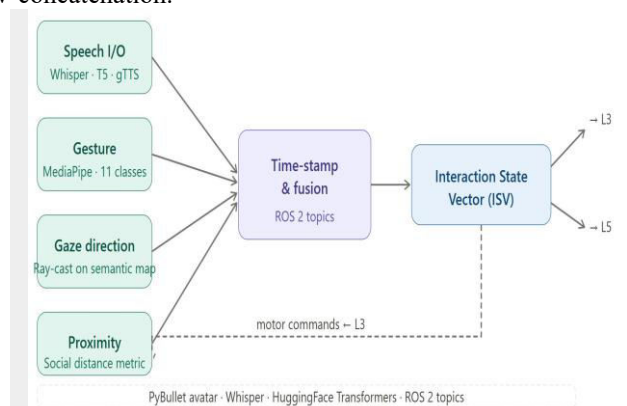 concatenation.
Speech I/O
Whisper · T5 · gTTS
Gesture
MediaPipe · 11 classes
Gaze direction
Ray-cast on semantic map
Proximity
Social distance metric
Time-stamp
& fusion
ROS 2 topics
Interaction State
Vector (ISV)
→ L3
→ L5
motor commands ← L3
PyBullet avatar · Whisper · HuggingFace Transformers · ROS 2 topics